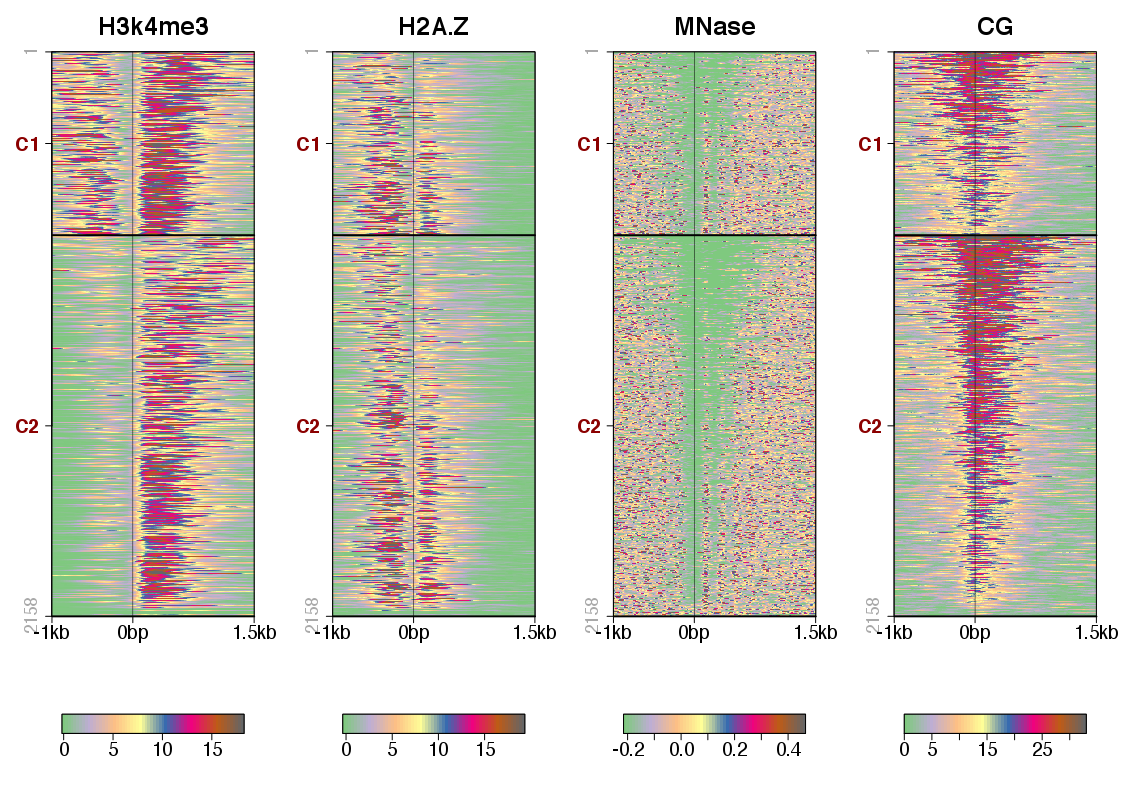 H3k4me3 H2A.Z MNase CG
1 1 1 1
C1 C1 C1 C1
C2 C2 C2 C2
2158 2158 2158 2158
-1kb 0bp 1.5kb -1kb 0bp 1.5kb -1kb 0bp 1.5kb -1kb 0bp 1.5kb
0 5 10 15 0 5 10 15 -0.2 0.0 0.2 0.4 0 5 15 25